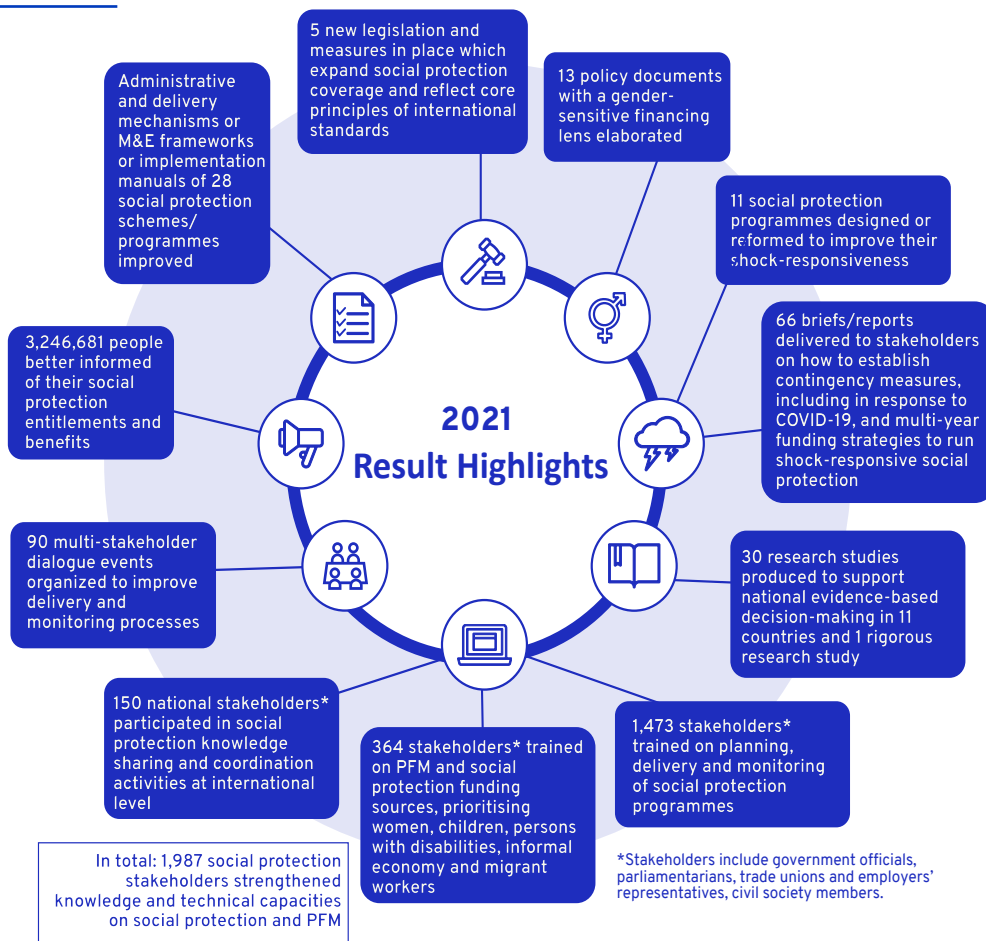 5 new legislation and
measures in place which
expand social protection
coverage and reflect core
principles of international
standards
13 policy documents
with a gender-
sensitive financing
lens elaborated
Administrative
and delivery
mechanisms or
M&E frameworks
or implementation
manuals of 28
social protection
schemes/
programmes
improved
11 social protection
programmes designed or
reformed to improve their
shock-responsiveness
66 briefs/reports
delivered to stakeholders
on how to establish
contingency measures,
including in response to
COVID-19, and multi-year
funding strategies to run
shock-responsive social
protection
3,246,681 people
better informed
of their social
protection
entitlements and
benefits
2021
Result Highlights
90 multi-stakeholder
dialogue events
organized to improve
delivery and
monitoring processes
30 research studies
produced to support
national evidence-based
decision-making in 11
countries and 1 rigorous
research study
150 national stakeholders*
participated in social
protection knowledge
sharing and coordination
activities at international
level
364 stakeholders* trained
on PFM and social
protection funding
sources, prioritising
women, children, persons
with disabilities, informal
economy and migrant
workers
1,473 stakeholders*
trained on planning,
delivery and monitoring
of social protection
programmes
In total: 1,987 social protection
stakeholders strengthened
knowledge and technical capacities
on social protection and PFM
*Stakeholders include government officials,
parliamentarians, trade unions and employers'
representatives, civil society members.